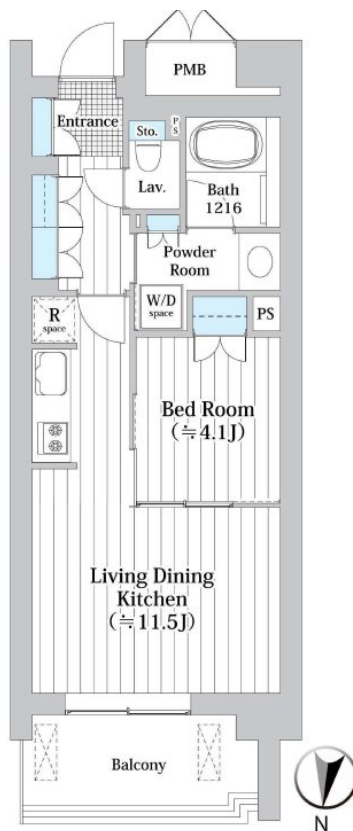 PMB
Entrance
Sto.
PS
Lav.
Bath
1216
Powder
Room
W/D
space
R
space
PS
Bed Room
(≒4.1J)
Living Dining
Kitchen
(≒11.5J)
Balcony
N